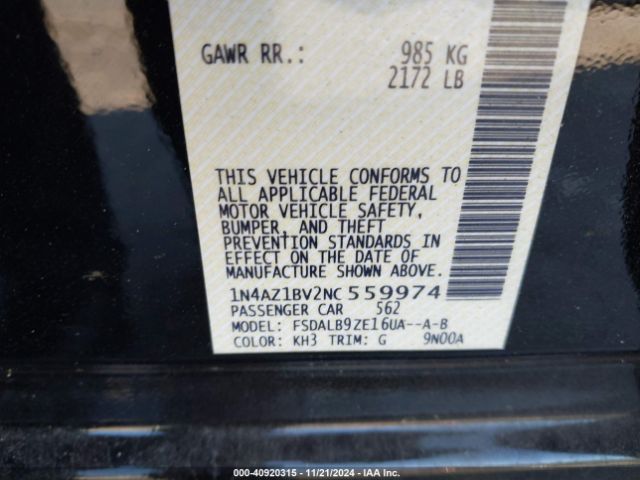 GAWR RR.: 985 KG
2172 LB
THIS VEHICLE CONFORMS TO
ALL APPLICABLE FEDERAL
MOTOR VEHICLE SAFETY,
BUMPER, AND THEFT
PREVENTION STANDARDS IN
EFFECT ON THE DATE OF
MANUFACTURE SHOWN ABOVE.
1N4AZ1BV2NC 559974
PASSENGER CAR 562
MODEL: FSDALB9ZE16UA--A-B
COLOR: KH3 TRIM: G 9N00A
000-40920315 - 11/21/2024 - IAA Inc.